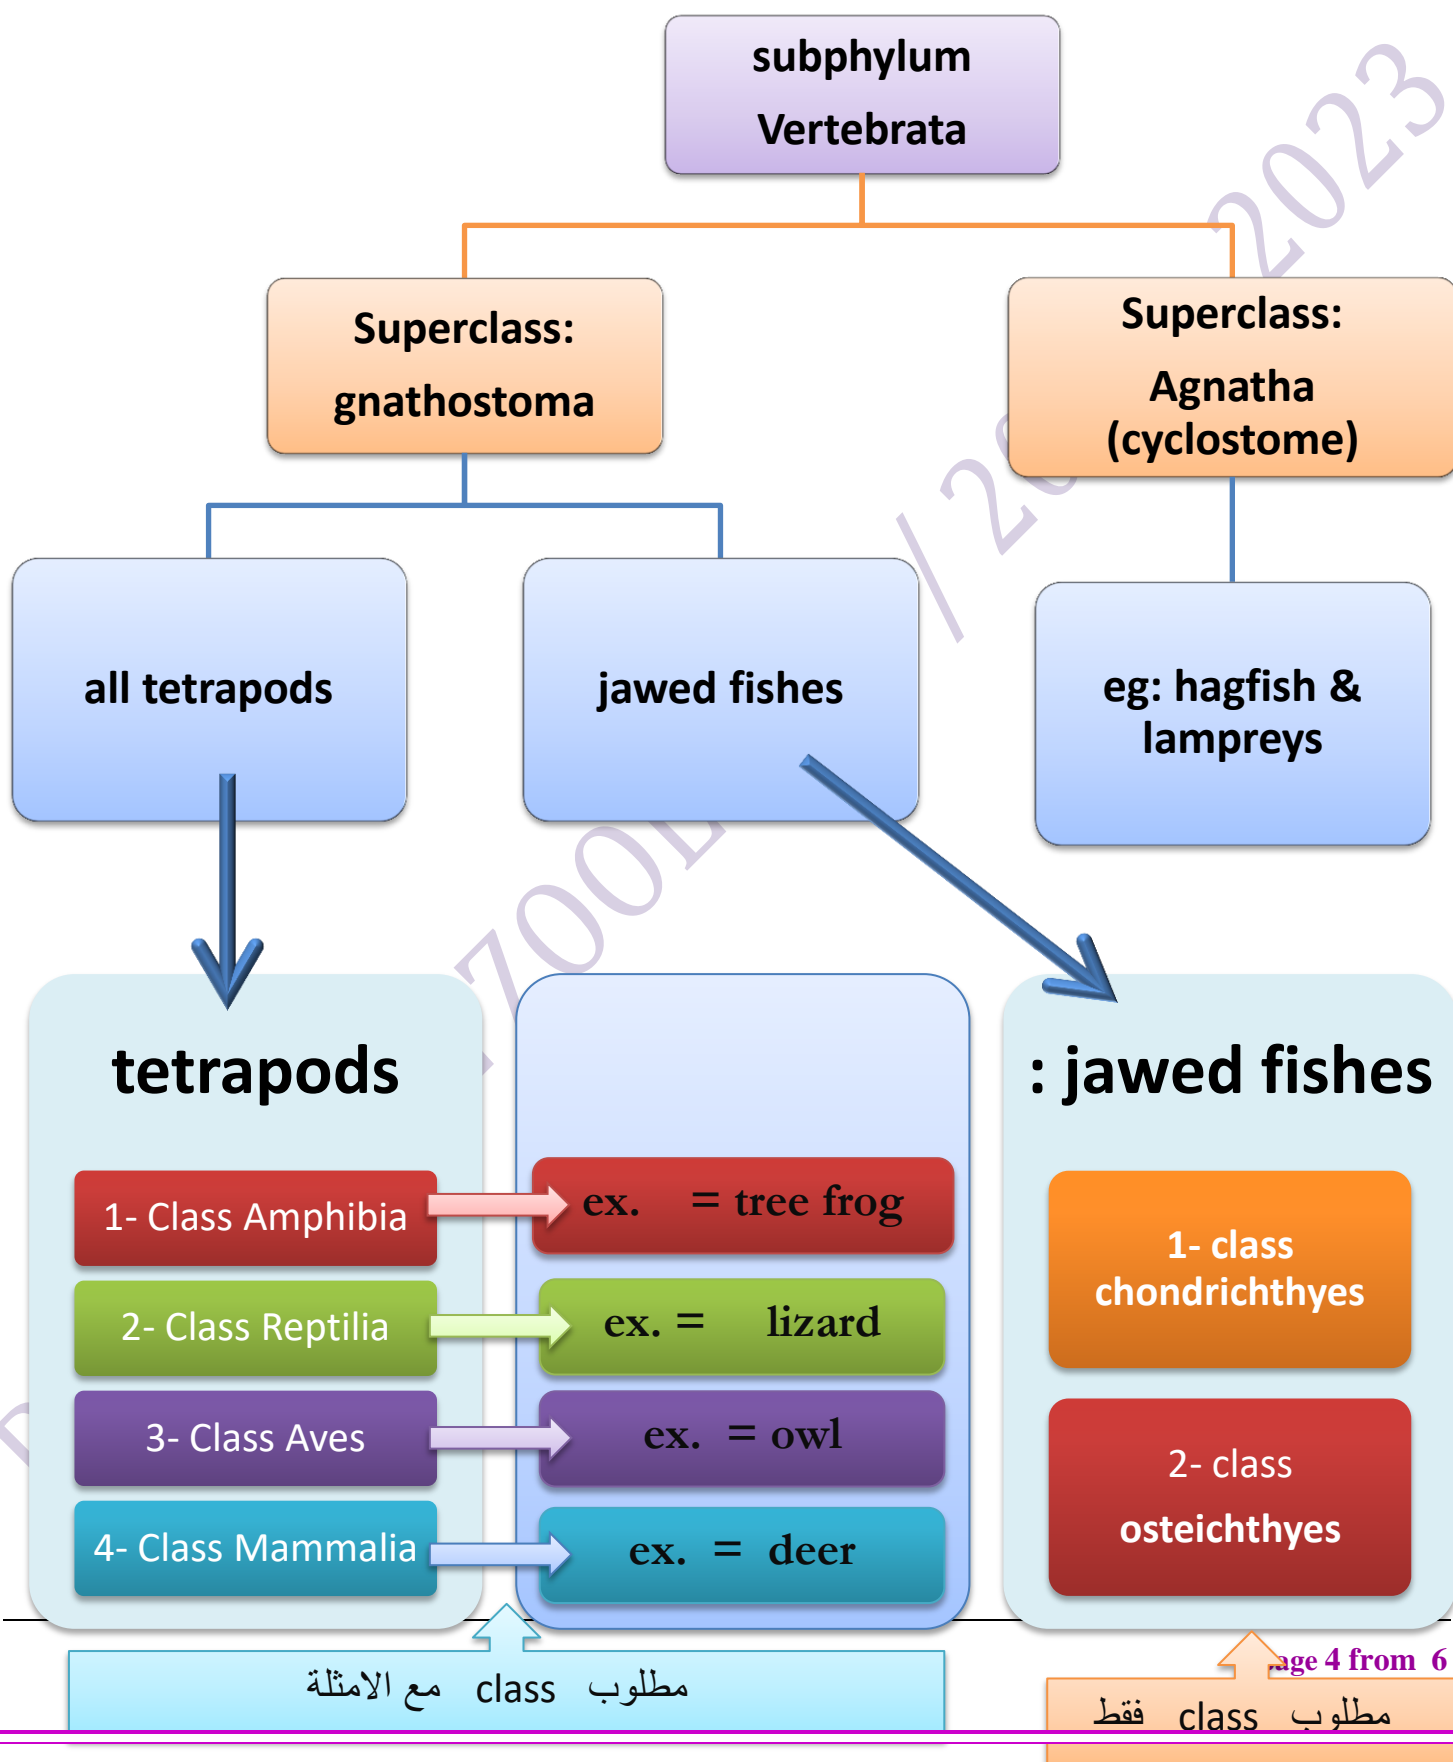 subphylum
Vertebrata
Superclass:
gnathostoma
Superclass:
Agnatha
(cyclostome)
all tetrapods
jawed fishes
eg: hagfish &
lampreys
tetrapods
1- Class Amphibia
2- Class Reptilia
3- Class Aves
4- Class Mammalia
ex. = tree frog
ex. = lizard
ex. = owl
ex. = deer
: jawed fishes
1- class
chondrichthyes
2- class
osteichthyes
مطلوب class مع الامثلة
age 4 from 6
مطلوب class فقط
2023